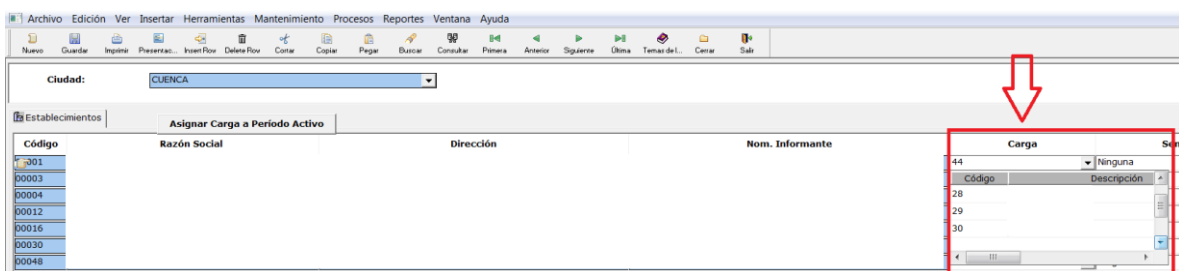 Archivo Edición Ver Insertar Herramientas Mantenimiento Procesos Reportes Ventana Ayuda
Nuevo Guardar Imprimir Presentac... Insert Row Delete Row Cortar Copiar Pegar Buscar Consultar Primera Anterior Siguiente Última Temas de l... Cerrar Salir
Ciudad: CUENCA
Establecimientos Asignar Carga a Período Activo
Código Razón Social Dirección Nom. Informante Carga
001 44 Ninguna
00003 Código Descripción
00004 28
00012 29
00016 30
00030
00048